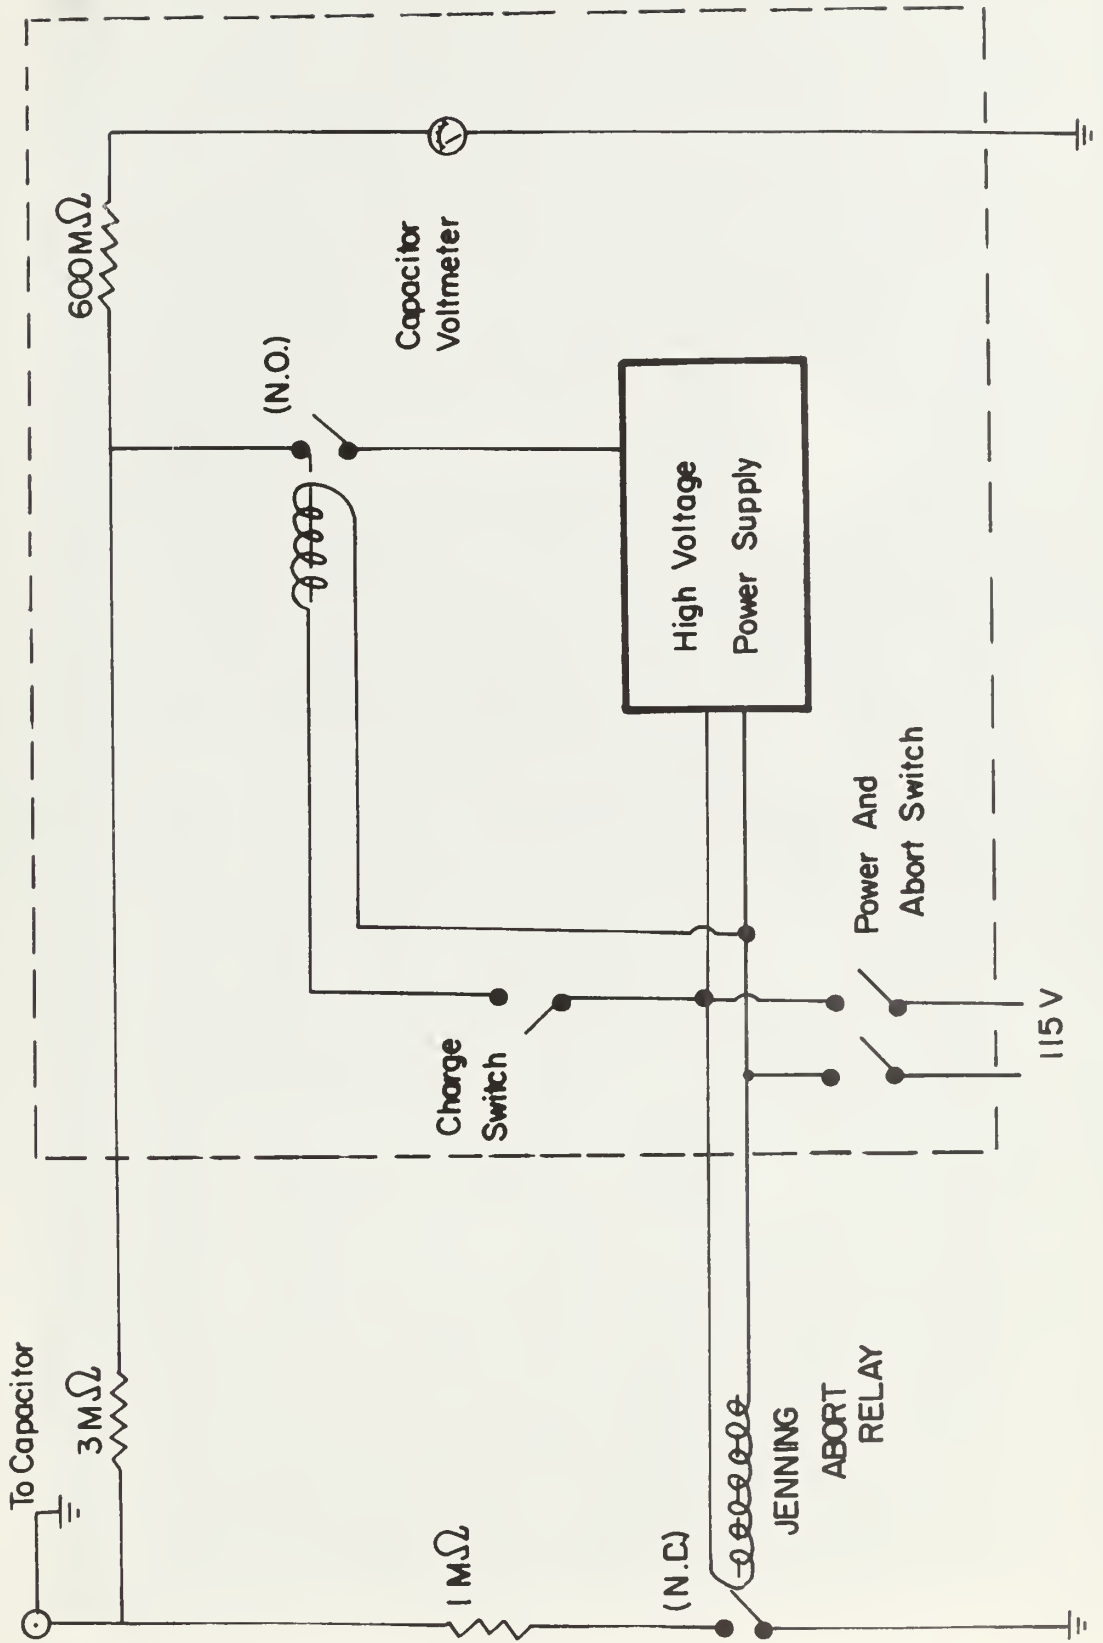 To Capacitor
3MΩ
600MΩ
1MΩ
(N.O.)
Capacitor
Voltmeter
Charge
Switch
High Voltage
Power Supply
(N.C.)
JENNING
ABORT
RELAY
Power And
Abort Switch
115V